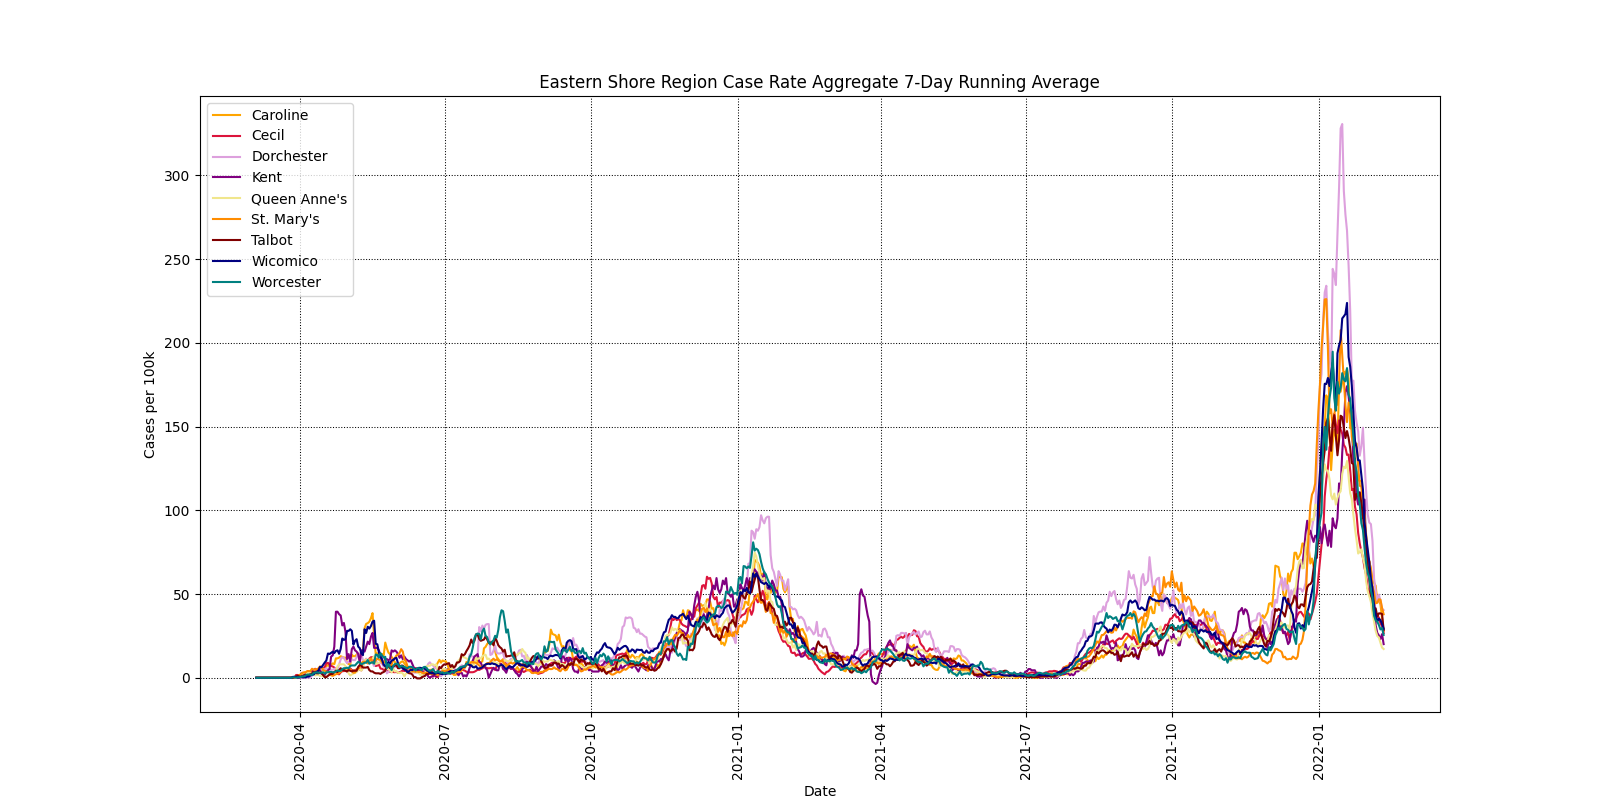 Eastern Shore Region Case Rate Aggregate 7-Day Running Average
Caroline
Cecil
Dorchester
Kent
Queen Anne's
St. Mary's
Talbot
Wicomico
Worcester
300
250
200
150
100
50
0
Cases per 100k
2020-04
2020-07
2020-10
2021-01
2021-04
2021-07
2021-10
2022-01
Date